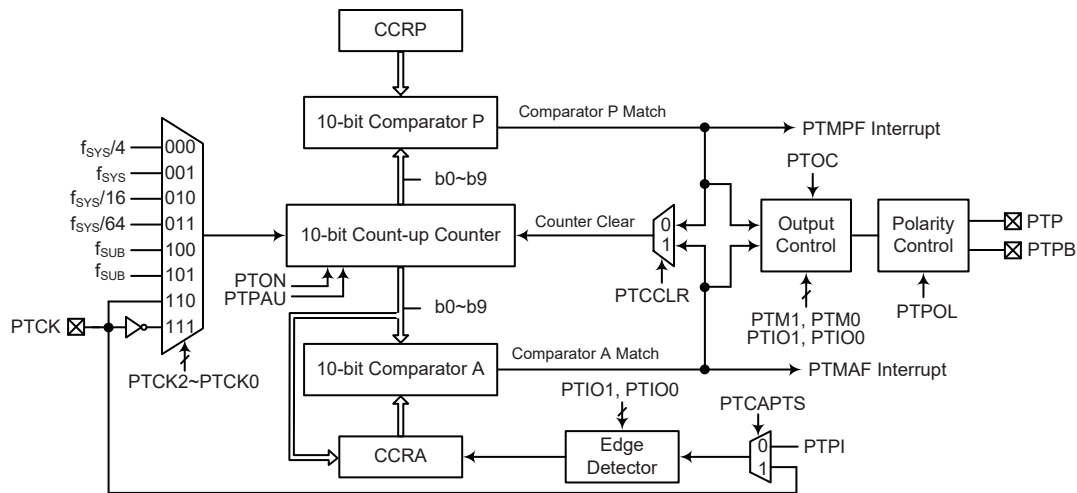 CCRP
10-bit Comparator P
Comparator P Match
PTMPF Interrupt
b0~b9
PTOC
fSYS/4
000
fSYS
001
fSYS/16
010
fSYS/64
011
fSUB
100
fSUB
101
110
111
PTCK
PTCK2~PTCK0
10-bit Count-up Counter
PTON
PTPAU
Counter Clear
0
1
PTCCLR
Output
Control
PTM1, PTM0
PTIO1, PTIO0
Polarity
Control
PTPOL
PTP
PTPB
b0~b9
10-bit Comparator A
Comparator A Match
PTMAF Interrupt
CCRA
PTIO1, PTIO0
Edge
Detector
PTCAPTS
0
1
PTPI